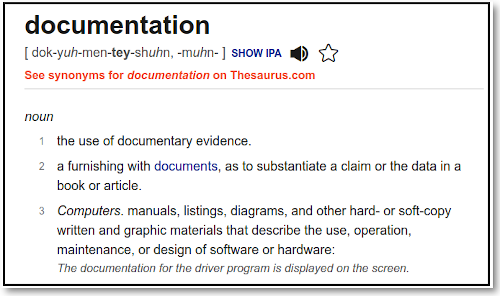 documentation
[ dok-yuh-men-tey-shuhn, -muhn- ] SHOW IPA
See synonyms for documentation on Thesaurus.com
noun
1 the use of documentary evidence.
2 a furnishing with documents, as to substantiate a claim or the data in a
book or article.
3 Computers. manuals, listings, diagrams, and other hard- or soft-copy
written and graphic materials that describe the use, operation,
maintenance, or design of software or hardware:
The documentation for the driver program is displayed on the screen.